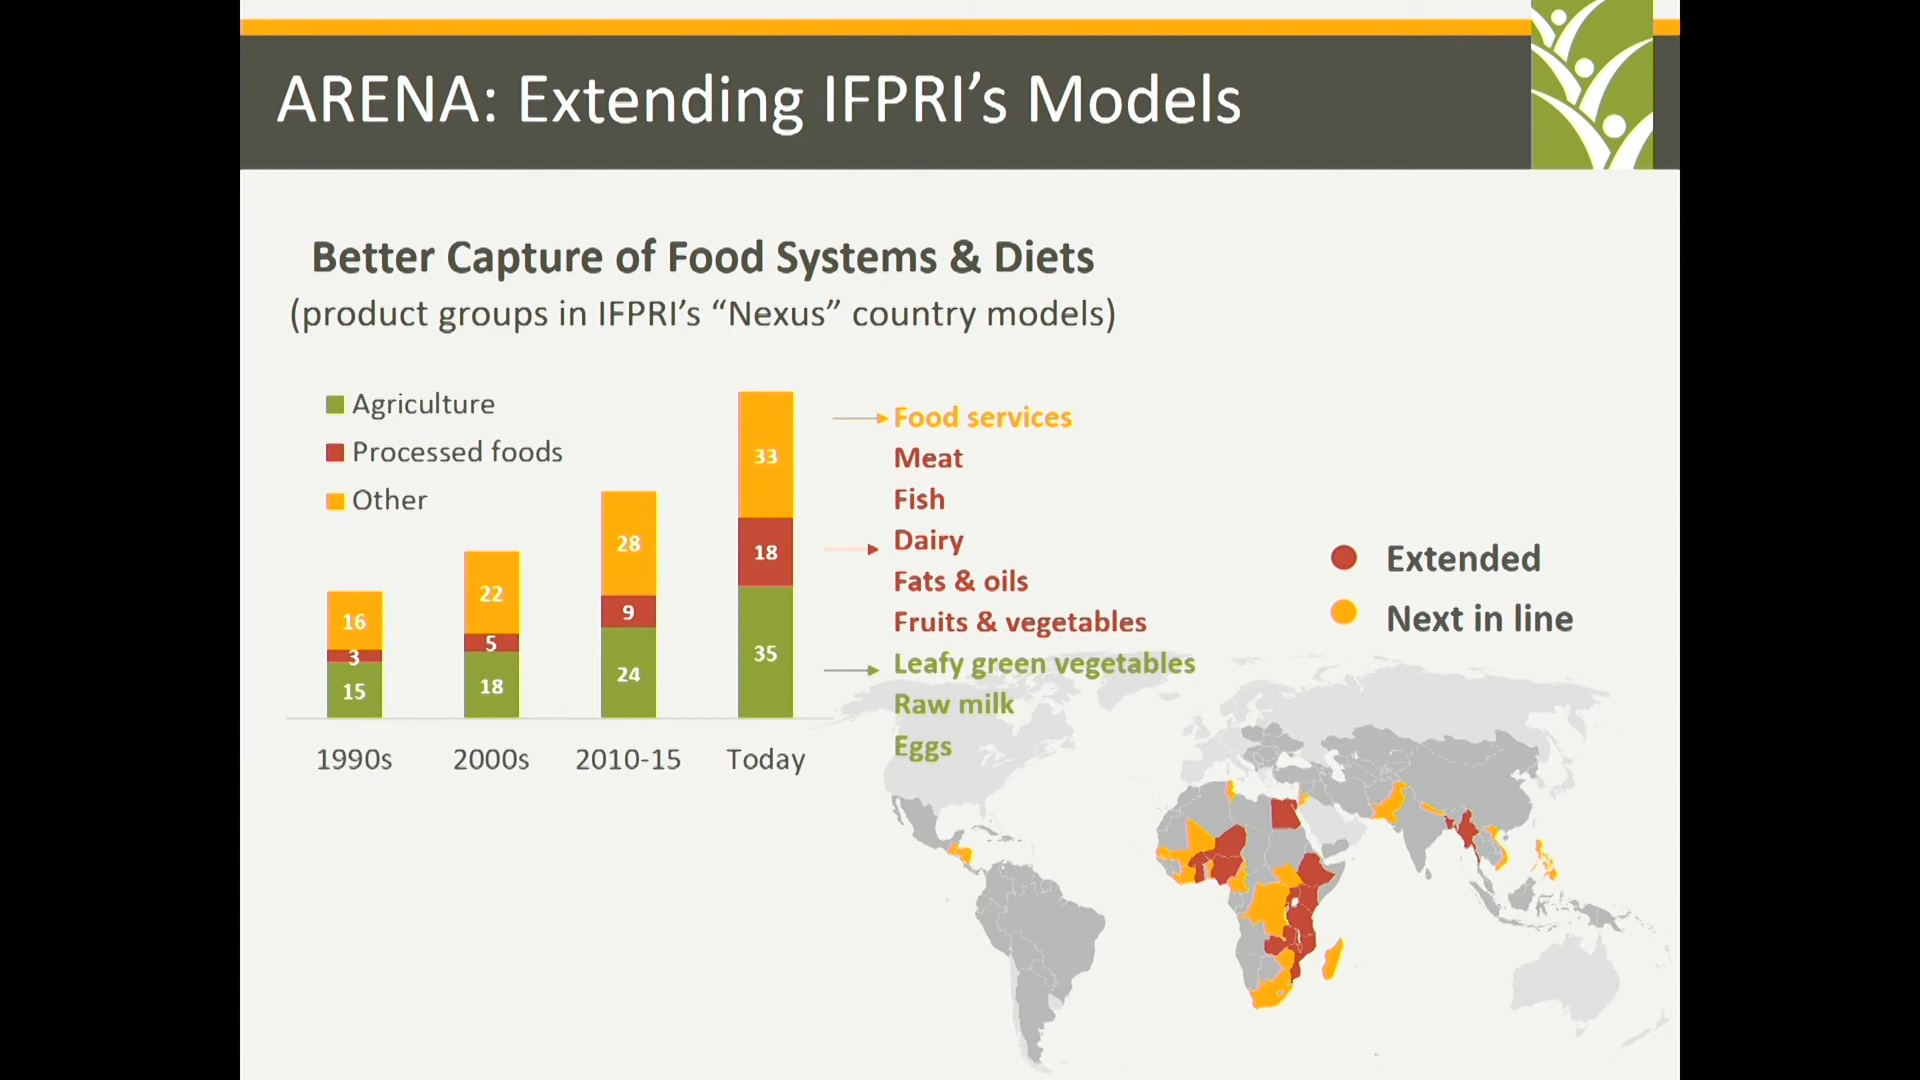 ARENA: Extending IFPRI’s Models
Better Capture of Food Systems & Diets
(product groups in IFPRI’s “Nexus” country models)
Agriculture
Processed foods
Other
16
3
15
22
5
18
28
9
24
33
18
35
1990s
2000s
2010-15
Today
Food services
Meat
Fish
Dairy
Fats & oils
Fruits & vegetables
Leafy green vegetables
Raw milk
Eggs
Extended
Next in line